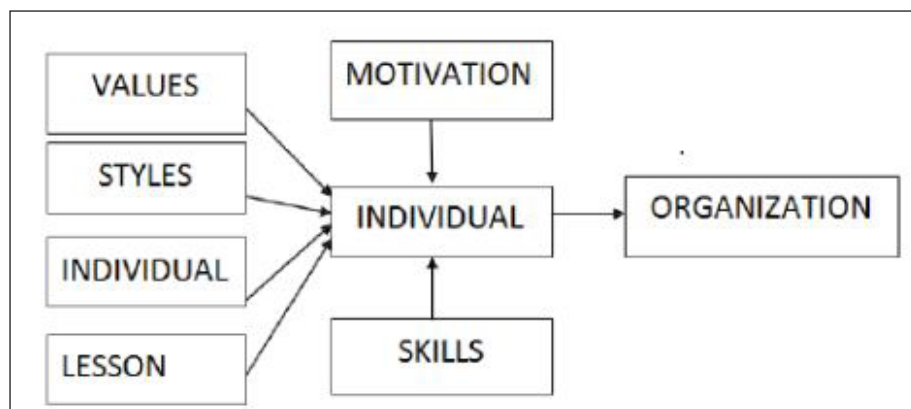 VALUES
MOTIVATION
STYLES
INDIVIDUAL
ORGANIZATION
INDIVIDUAL
LESSON
SKILLS